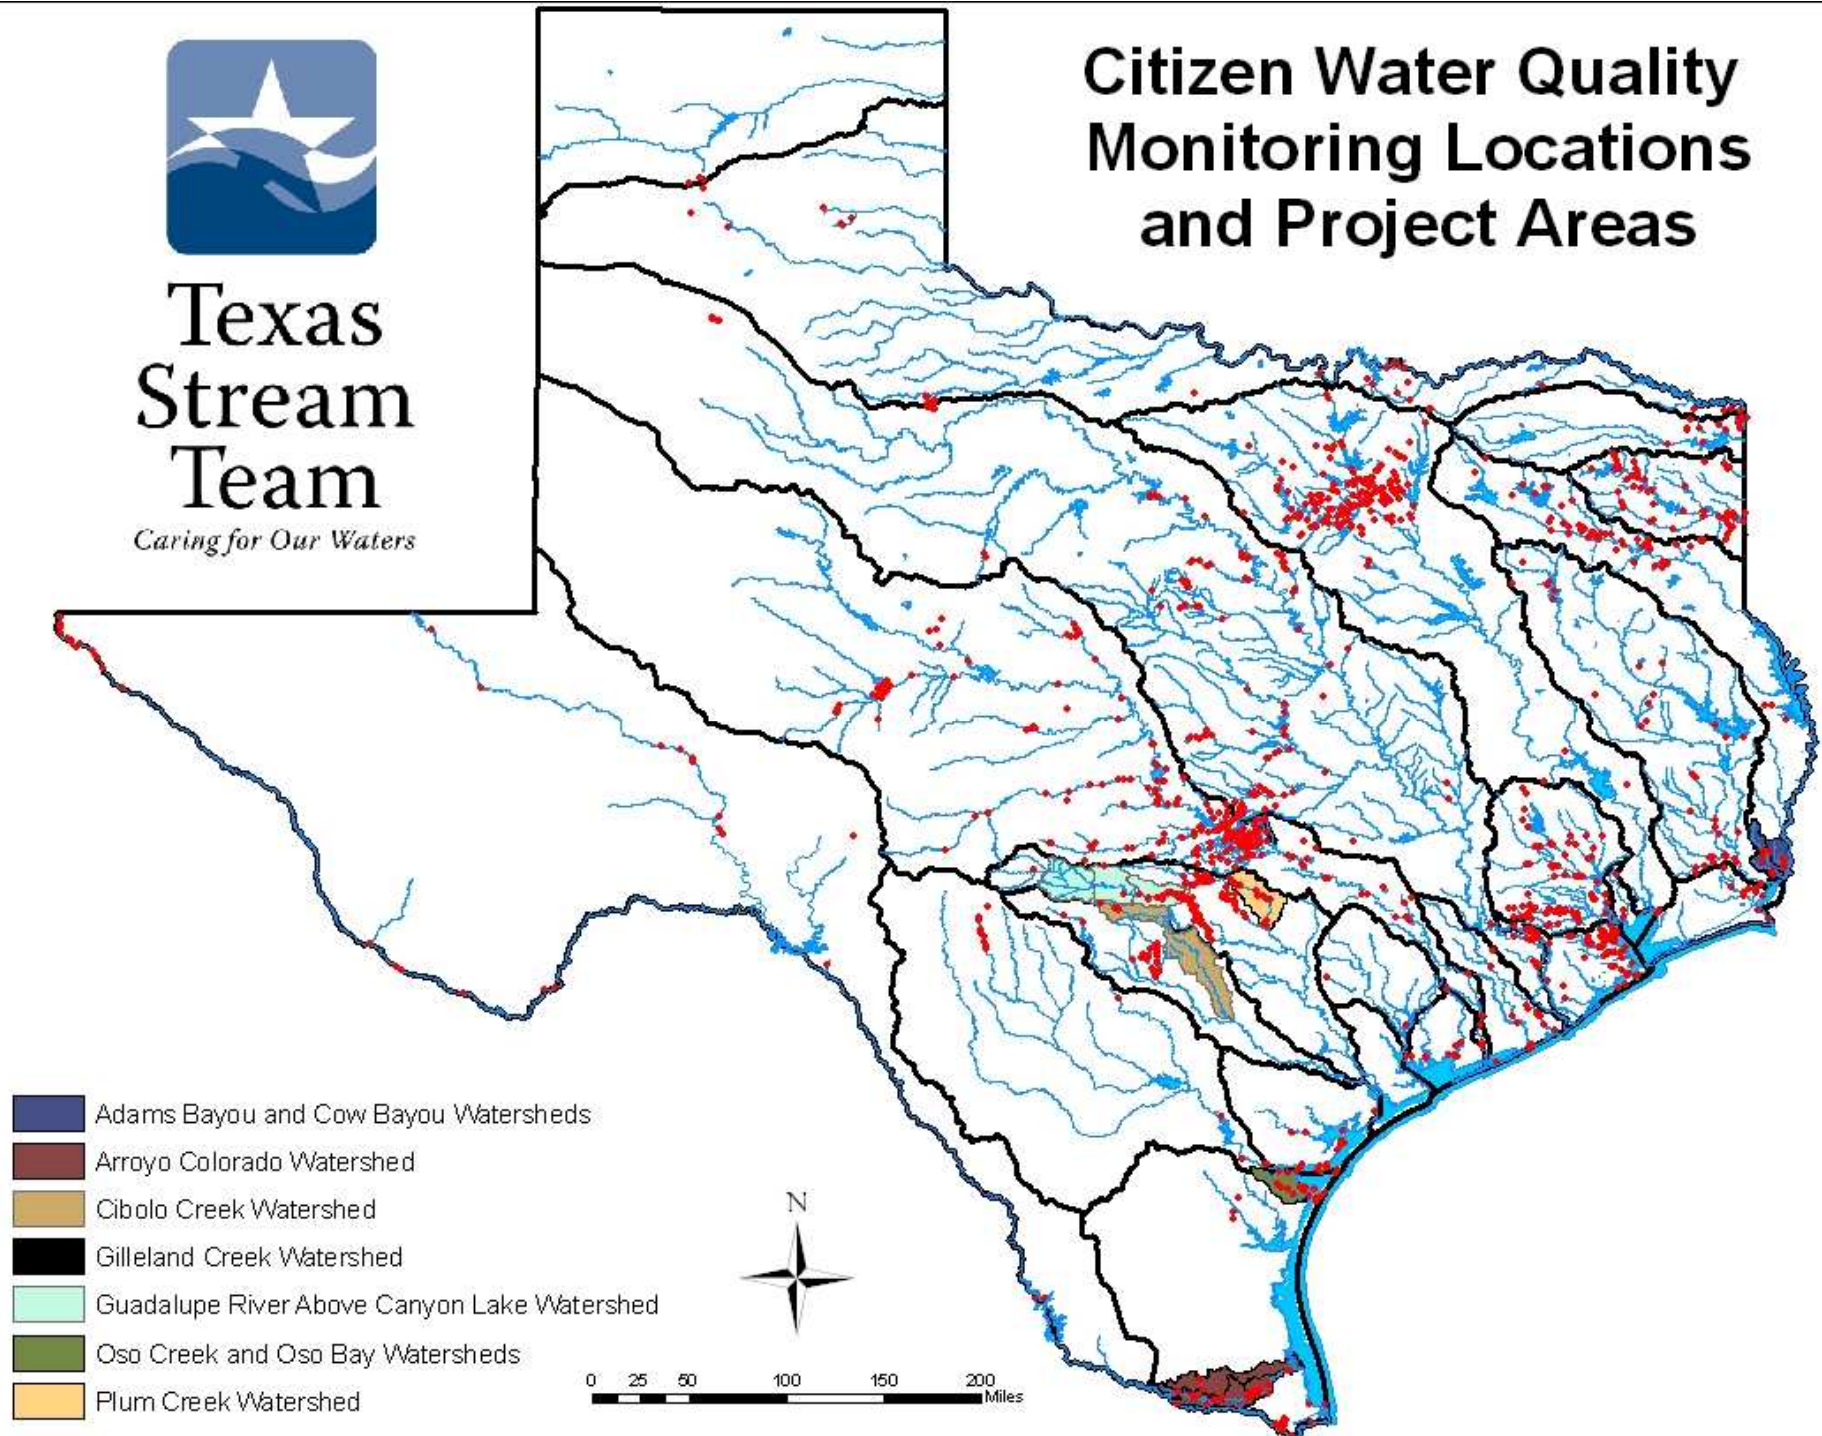 Citizen Water Quality
Monitoring Locations
and Project Areas
Texas
Stream
Team
Caring for Our Waters
Adams Bayou and Cow Bayou Watersheds
Arroyo Colorado Watershed
Cibolo Creek Watershed
Gilleland Creek Watershed
Guadalupe River Above Canyon Lake Watershed
Oso Creek and Oso Bay Watersheds
Plum Creek Watershed
N
0 25 50 100 150 200
Miles